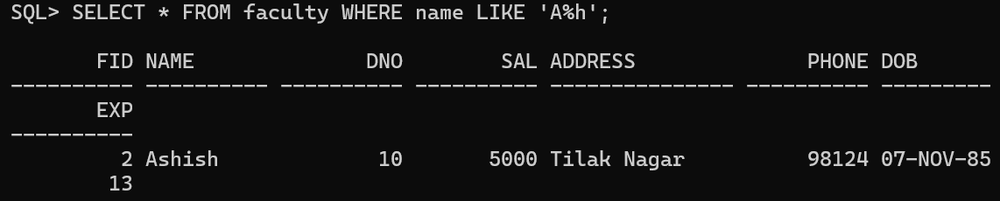 SQL> SELECT * FROM faculty WHERE name LIKE 'A%h';
       FID NAME              DNO        SAL ADDRESS              PHONE DOB
---------- ---------- ---------- ---------- --------------- ---------- ---------
       EXP
----------
         2 Ashish             10       5000 Tilak Nagar          98124 07-NOV-85
        13